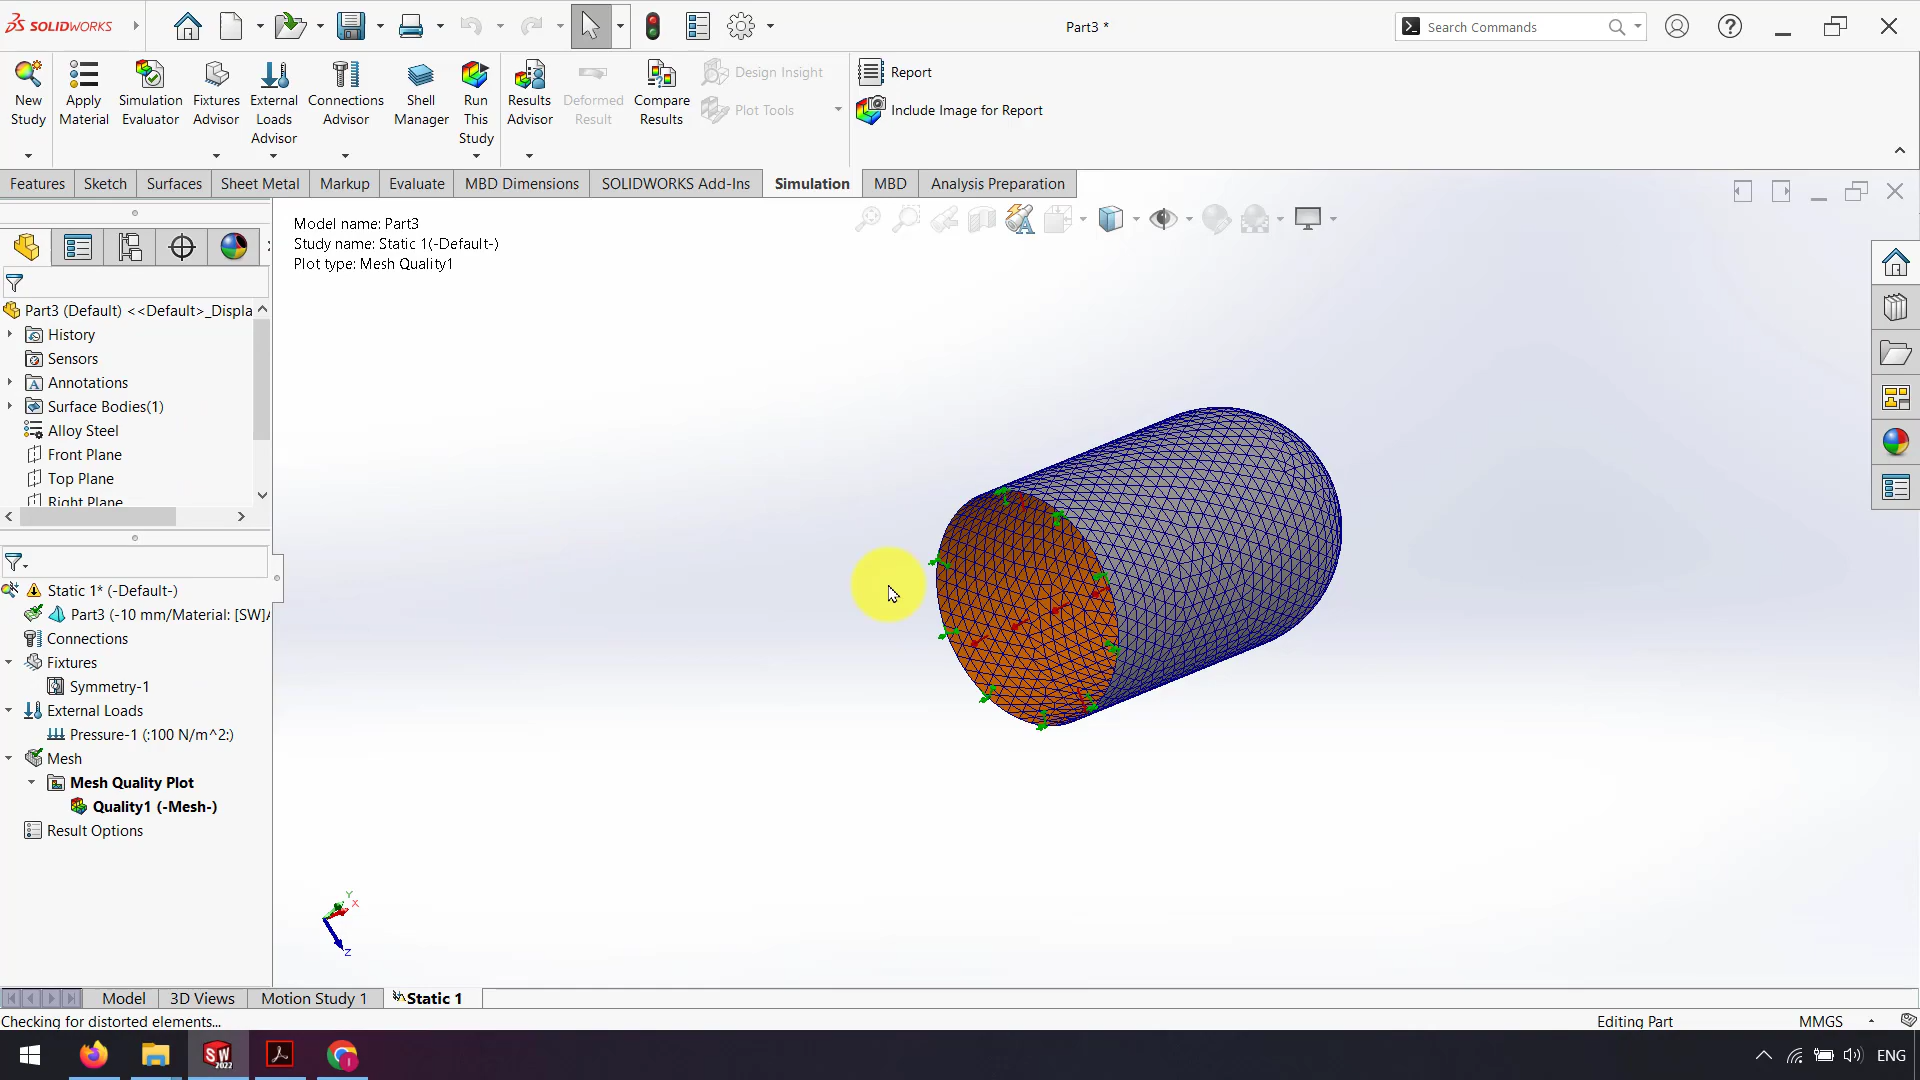 SOLIDWORKS
Part3 *
Search Commands
New Study
Apply Material
Simulation Evaluator
Fixtures Advisor
External Loads Advisor
Connections Advisor
Shell Manager
Run This Study
Results Advisor
Deformed Result
Compare Results
Design Insight
Plot Tools
Report
Include Image for Report
Features
Sketch
Surfaces
Sheet Metal
Markup
Evaluate
MBD Dimensions
SOLIDWORKS Add-Ins
Simulation
MBD
Analysis Preparation
Model name: Part3
Study name: Static 1(-Default-)
Plot type: Mesh Quality1
Part3 (Default) <<Default>_Displa
History
Sensors
Annotations
Surface Bodies(1)
Alloy Steel
Front Plane
Top Plane
Right Plane
Static 1* (-Default-)
Part3 (-10 mm/Material: [SW]A
Connections
Fixtures
Symmetry-1
External Loads
Pressure-1 (:100 N/m^2:)
Mesh
Mesh Quality Plot
Quality1 (-Mesh-)
Result Options
Y
X
Z
Model
3D Views
Motion Study 1
Static 1
Checking for distorted elements...
Editing Part
MMGS
SW
2022
ENG